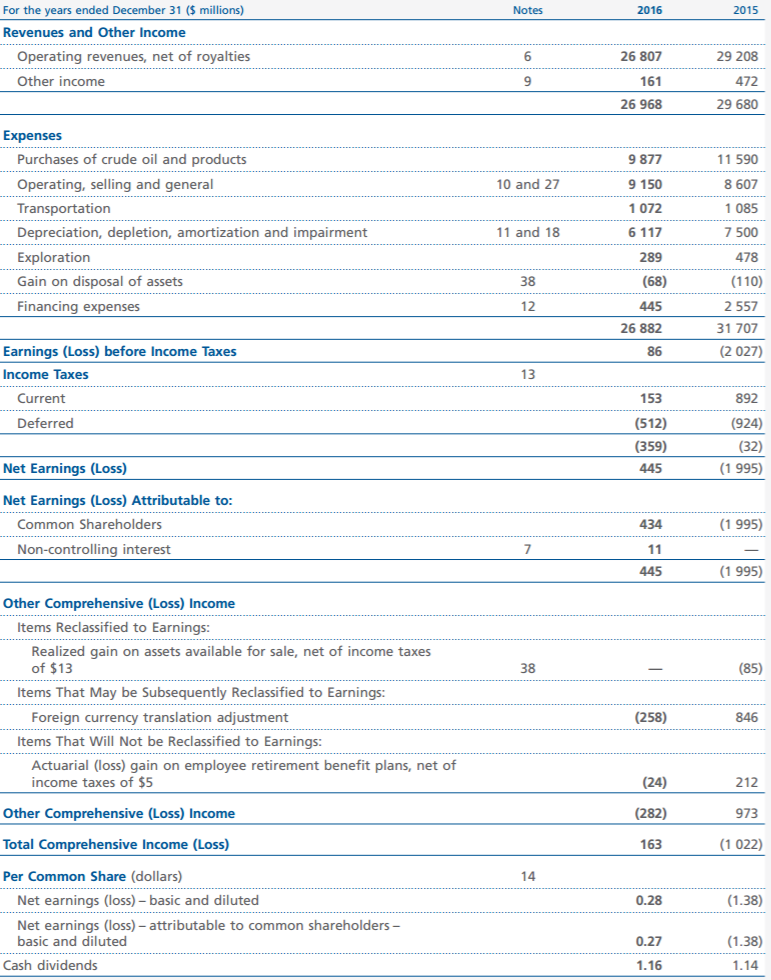 For the years ended December 31 ($ millions) Notes 2016 2015
Revenues and Other Income
Operating revenues, net of royalties 6 26 807 29 208
Other income 9 161 472
26 968 29 680
Expenses
Purchases of crude oil and products 9 877 11 590
Operating, selling and general 10 and 27 9 150 8 607
Transportation 1 072 1 085
Depreciation, depletion, amortization and impairment 11 and 18 6 117 7 500
Exploration 289 478
Gain on disposal of assets 38 (68) (110)
Financing expenses 12 445 2 557
26 882 31 707
Earnings (Loss) before Income Taxes 86 (2 027)
Income Taxes 13
Current 153 892
Deferred (512) (924)
(359) (32)
Net Earnings (Loss) 445 (1 995)
Net Earnings (Loss) Attributable to:
Common Shareholders 434 (1 995)
Non-controlling interest 7 11 —
445 (1 995)
Other Comprehensive (Loss) Income
Items Reclassified to Earnings:
Realized gain on assets available for sale, net of income taxes
of $13 38 — (85)
Items That May be Subsequently Reclassified to Earnings:
Foreign currency translation adjustment (258) 846
Items That Will Not be Reclassified to Earnings:
Actuarial (loss) gain on employee retirement benefit plans, net of
income taxes of $5 (24) 212
Other Comprehensive (Loss) Income (282) 973
Total Comprehensive Income (Loss) 163 (1 022)
Per Common Share (dollars) 14
Net earnings (loss) – basic and diluted 0.28 (1.38)
Net earnings (loss) – attributable to common shareholders –
basic and diluted 0.27 (1.38)
Cash dividends 1.16 1.14